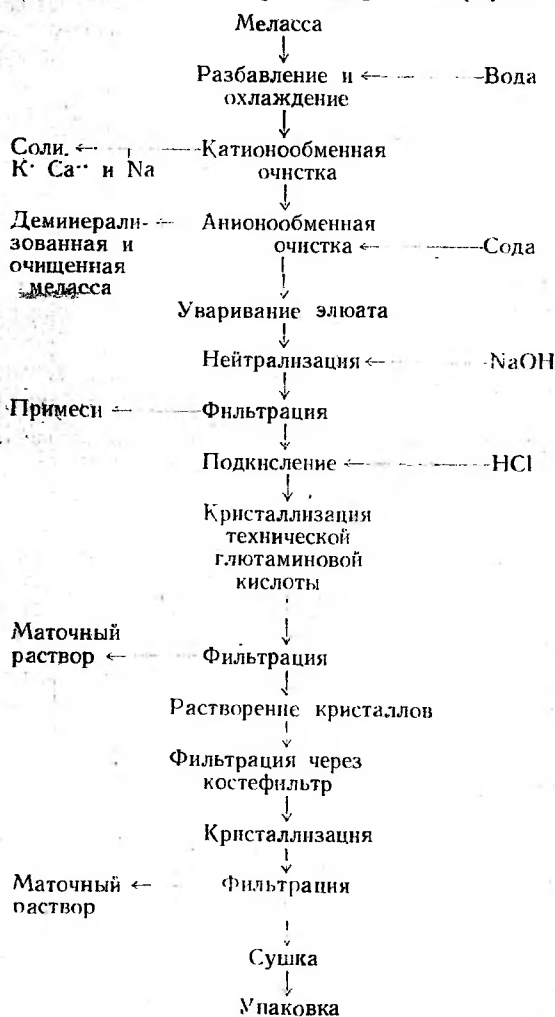 Меласса
Разбавление и
охлаждение
Вода
Соли.
К· Са·· и Na
Катионообменная
очистка
Деминерали-
зованная и
очищенная
меласса
Анионообменная
очистка
Сода
Уваривание элюата
Нейтрализация
NaOH
Примеси
Фильтрация
Подкисление
HCl
Кристаллизация
технической
глютаминовой
кислоты
Маточный
раствор
Фильтрация
Растворение кристаллов
Фильтрация через
костефильтр
Кристаллизация
Маточный
раствор
Фильтрация
Сушка
Упаковка